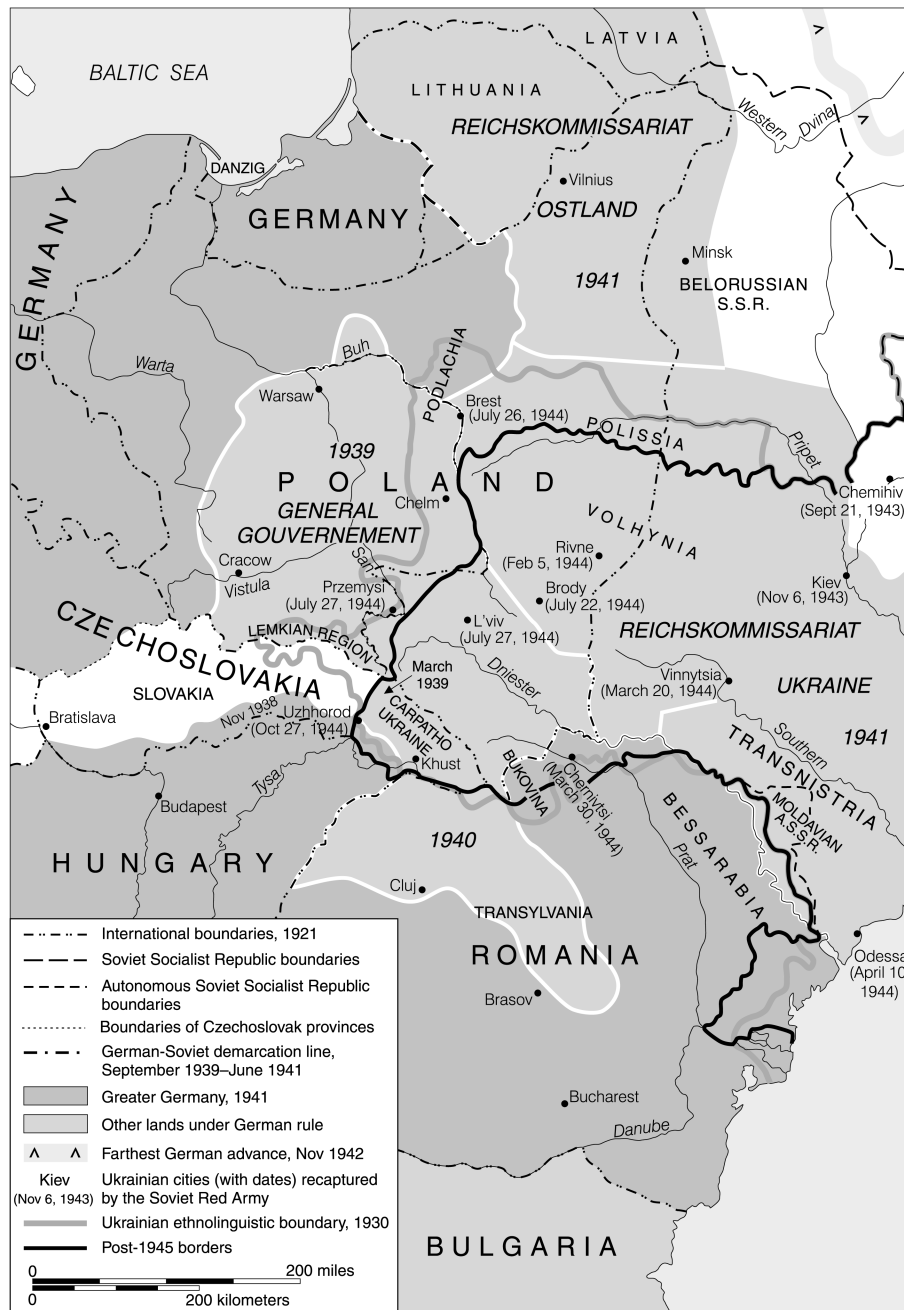 BALTIC SEA
LATVIA
LITHUANIA
REICHSKOMMISSARIAT
Western
Dvina
DANZIG
Vilnius
GERMANY
GERMANY
OSTLAND
Minsk
1941
BELORUSSIAN
S.S.R.
Buh
PODLACHIA
Warta
Warsaw
Brest
(July 26, 1944)
POLISSIA
Pripet
1939
POLAND
Chelm
Chemihiv
(Sept 21, 1943)
GENERAL
GOUVERNEMENT
VOLHYNIA
San
Rivne
(Feb 5, 1944)
Cracow
Vistula
Przemysl
(July 27, 1944)
Brody
(July 22, 1944)
Kiev
(Nov 6, 1943)
L'viv
(July 27, 1944)
REICHSKOMMISSARIAT
CZECHOSLOVAKIA
LEMKIAN REGION
March
1939
Dniester
Vinnytsia
(March 20, 1944)
UKRAINE
SLOVAKIA
Bratislava
Nov 1938
Uzhhorod
(Oct 27, 1944)
CARPATHO
UKRAINE
Southern
1941
TRANSNISTRIA
Khust
BUKOVINA
Chernivtsi
(March 30, 1944)
Tysa
Budapest
MOLDAVIAN
A.S.S.R.
BESSARABIA
Prat
1940
HUNGARY
Cluj
TRANSYLVANIA
ROMANIA
Odessa
(April 10
1944)
Brasov
Bucharest
Danube
BULGARIA
International boundaries, 1921
Soviet Socialist Republic boundaries
Autonomous Soviet Socialist Republic
boundaries
Boundaries of Czechoslovak provinces
German-Soviet demarcation line,
September 1939–June 1941
Greater Germany, 1941
Other lands under German rule
Farthest German advance, Nov 1942
Kiev
(Nov 6, 1943)
Ukrainian cities (with dates) recaptured
by the Soviet Red Army
Ukrainian ethnolinguistic boundary, 1930
Post-1945 borders
0 200 miles
0 200 kilometers